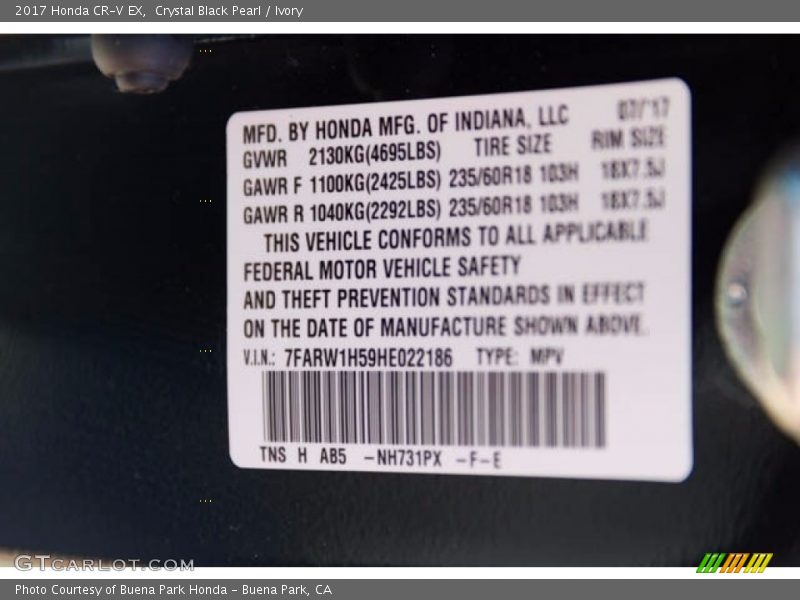 2017 Honda CR-V EX, Crystal Black Pearl / Ivory
MFD. BY HONDA MFG. OF INDIANA, LLC 07/'17
GVWR 2130KG(4695LBS) TIRE SIZE RIM SIZE
GAWR F 1100KG(2425LBS) 235/60R18 103H 18X7.5J
GAWR R 1040KG(2292LBS) 235/60R18 103H 18X7.5J
THIS VEHICLE CONFORMS TO ALL APPLICABLE
FEDERAL MOTOR VEHICLE SAFETY
AND THEFT PREVENTION STANDARDS IN EFFECT
ON THE DATE OF MANUFACTURE SHOWN ABOVE.
V.I.N.: 7FARW1H59HE022186 TYPE: MPV
TNS H AB5 -NH731PX -F-E
GTCARLOT.COM
Photo Courtesy of Buena Park Honda - Buena Park, CA